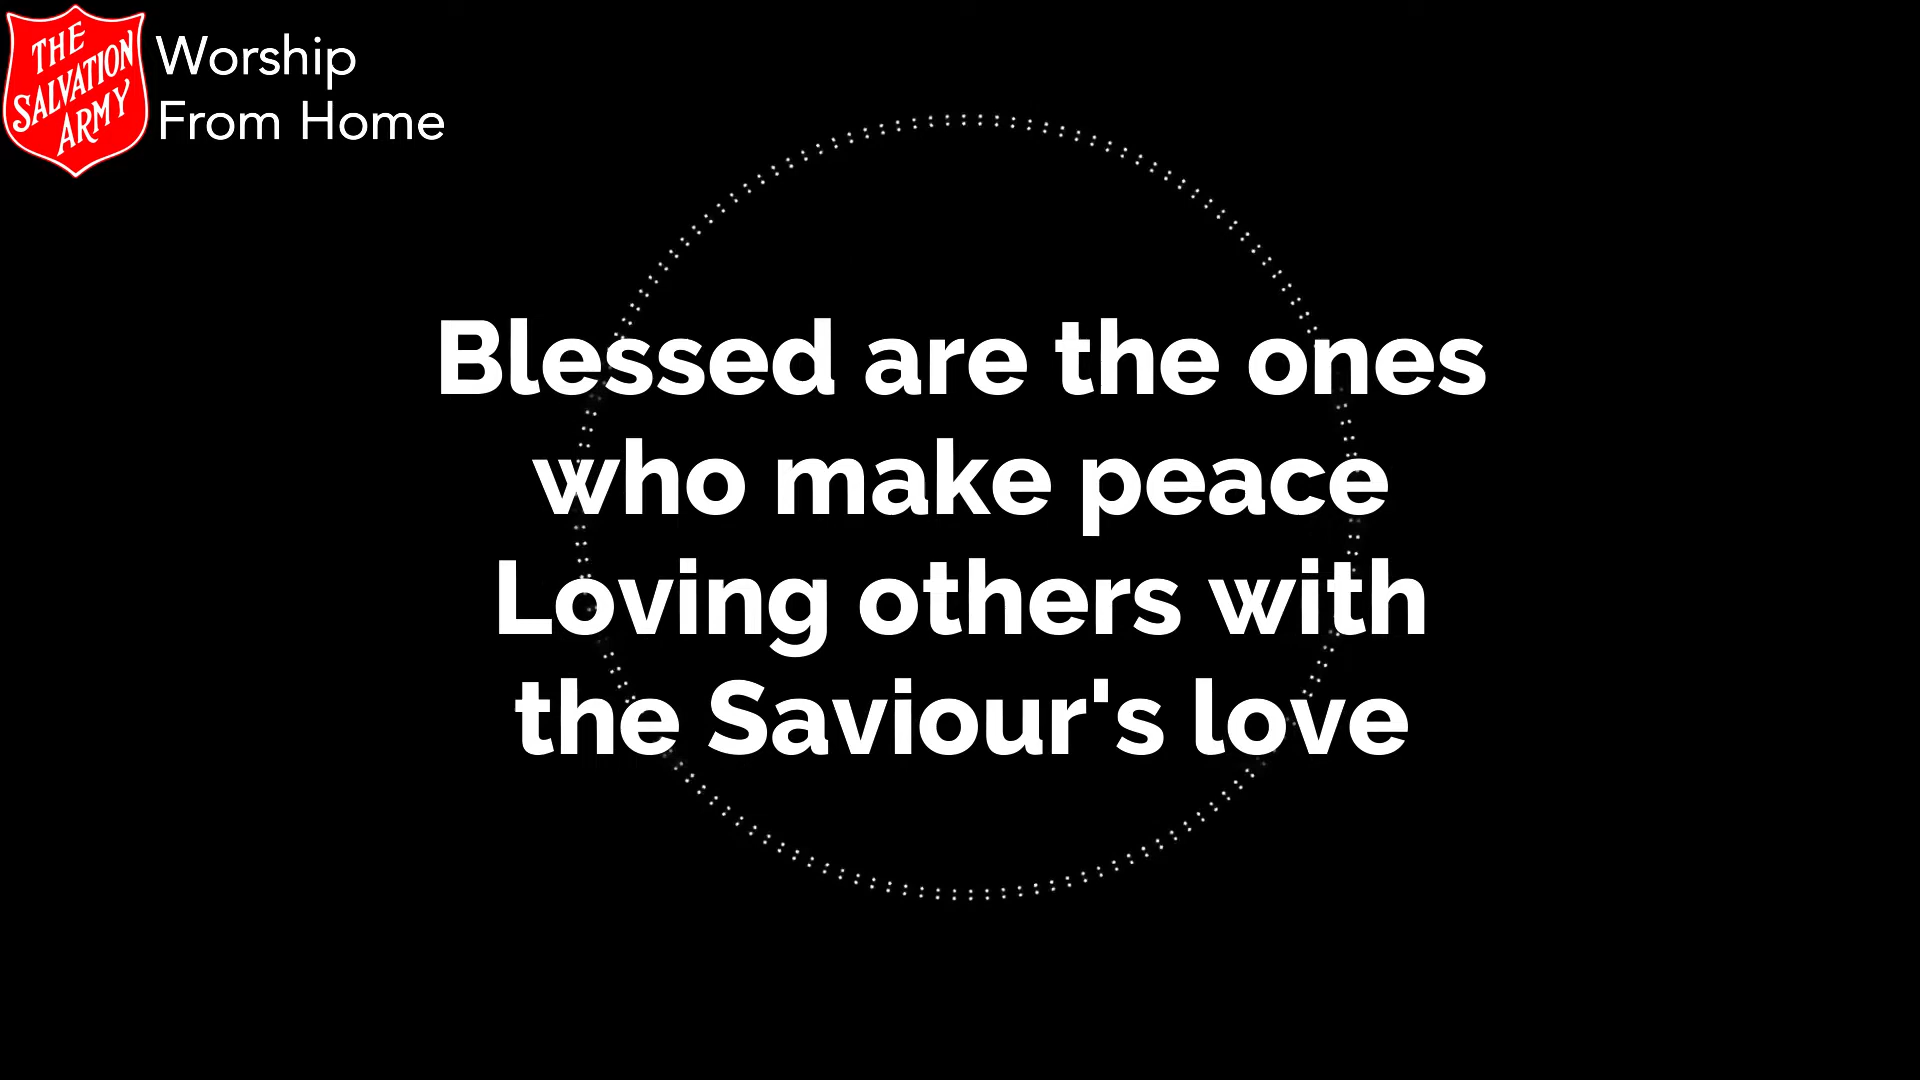 THE
SALVATION
ARMY
Worship
From Home
Blessed are the ones
who make peace
Loving others with
the Saviour's love